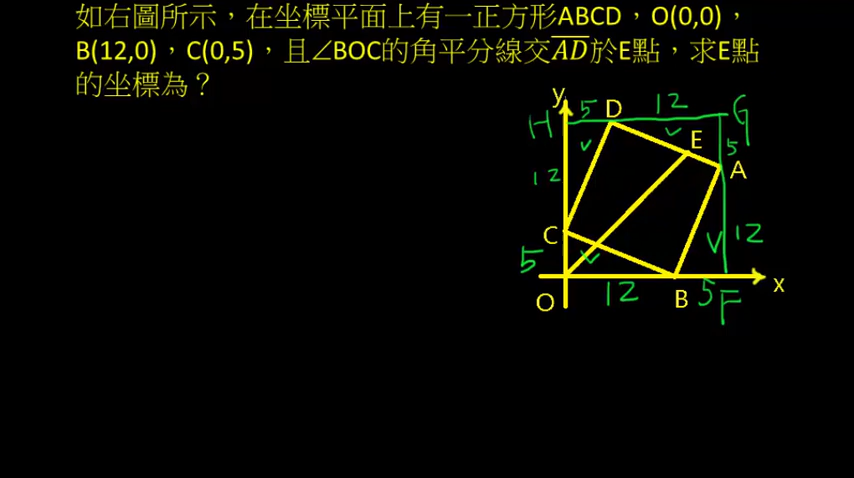 如右圖所示，在坐標平面上有一正方形ABCD，O(0,0)，
B(12,0)，C(0,5)，且∠BOC的角平分線交AD於E點，求E點
的坐標為？
y
H 5 D 12 G
E 5
A
12
C
12
5
O 12 B 5 F x